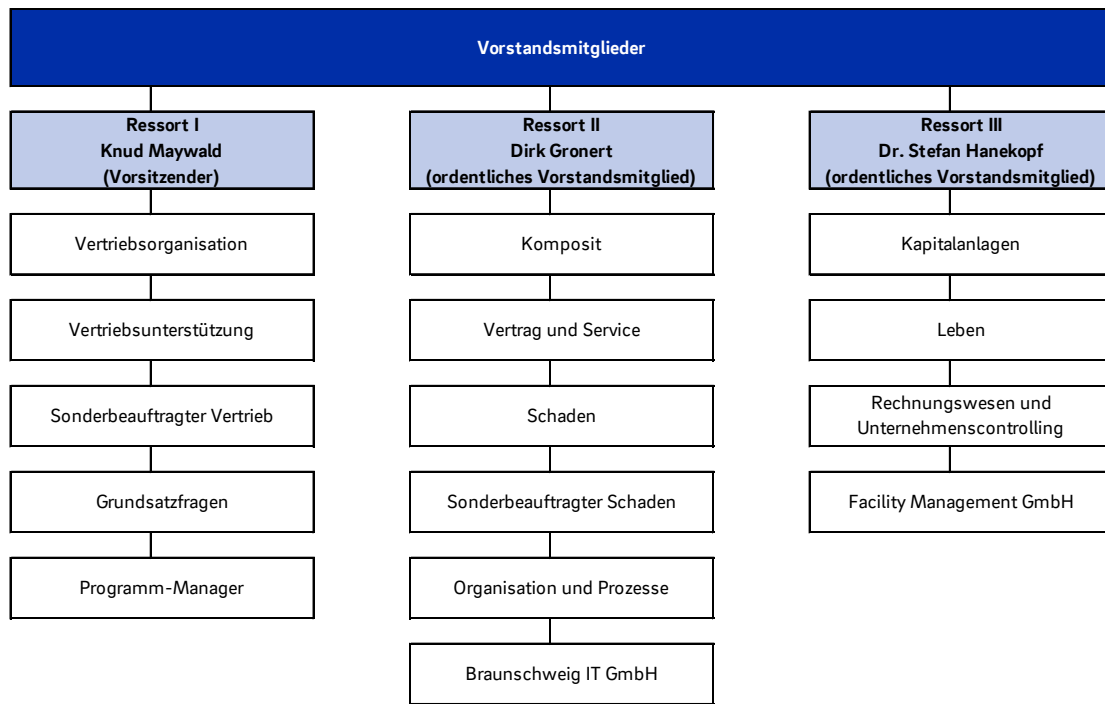 Vorstandsmitglieder
Ressort I
Knud Maywald
(Vorsitzender)
Vertriebsorganisation
Vertriebsunterstützung
Sonderbeauftragter Vertrieb
Grundsatzfragen
Programm-Manager
Ressort II
Dirk Gronert
(ordentliches Vorstandsmitglied)
Komposit
Vertrag und Service
Schaden
Sonderbeauftragter Schaden
Organisation und Prozesse
Braunschweig IT GmbH
Ressort III
Dr. Stefan Hanekopf
(ordentliches Vorstandsmitglied)
Kapitalanlagen
Leben
Rechnungswesen und
Unternehmenscontrolling
Facility Management GmbH